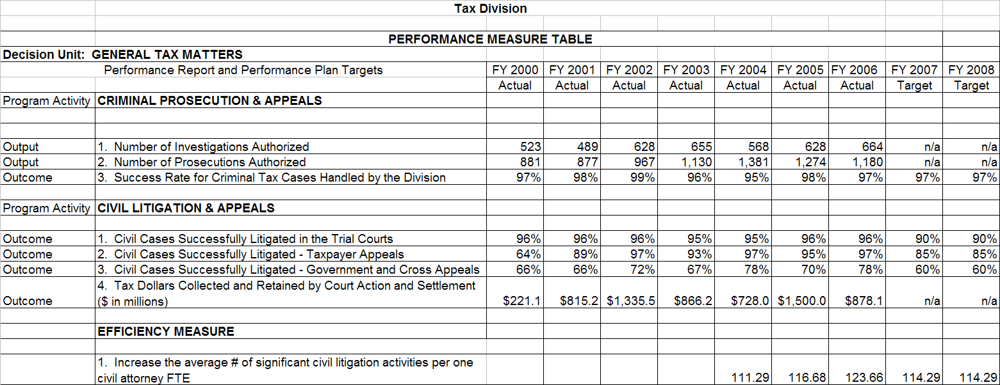 Tax Division
PERFORMANCE MEASURE TABLE
Decision Unit: GENERAL TAX MATTERS
Performance Report and Performance Plan Targets FY 2000 FY 2001 FY 2002 FY 2003 FY 2004 FY 2005 FY 2006 FY 2007 FY 2008
Actual Actual Actual Actual Actual Actual Actual Target Target
Program Activity CRIMINAL PROSECUTION & APPEALS
Output 1. Number of Investigations Authorized 523 489 628 655 568 628 664 n/a n/a
Output 2. Number of Prosecutions Authorized 881 877 967 1,130 1,381 1,274 1,180 n/a n/a
Outcome 3. Success Rate for Criminal Tax Cases Handled by the Division 97% 98% 99% 96% 95% 98% 97% 97% 97%
Program Activity CIVIL LITIGATION & APPEALS
Outcome 1. Civil Cases Successfully Litigated in the Trial Courts 96% 96% 96% 95% 95% 96% 96% 90% 90%
Outcome 2. Civil Cases Successfully Litigated - Taxpayer Appeals 64% 89% 97% 93% 97% 95% 97% 85% 85%
Outcome 3. Civil Cases Successfully Litigated - Government and Cross Appeals 66% 66% 72% 67% 78% 70% 78% 60% 60%
4. Tax Dollars Collected and Retained by Court Action and Settlement
Outcome ($ in millions) $221.1 $815.2 $1,335.5 $866.2 $728.0 $1,500.0 $878.1 n/a n/a
EFFICIENCY MEASURE
1. Increase the average # of significant civil litigation activities per one
civil attorney FTE 111.29 116.68 123.66 114.29 114.29